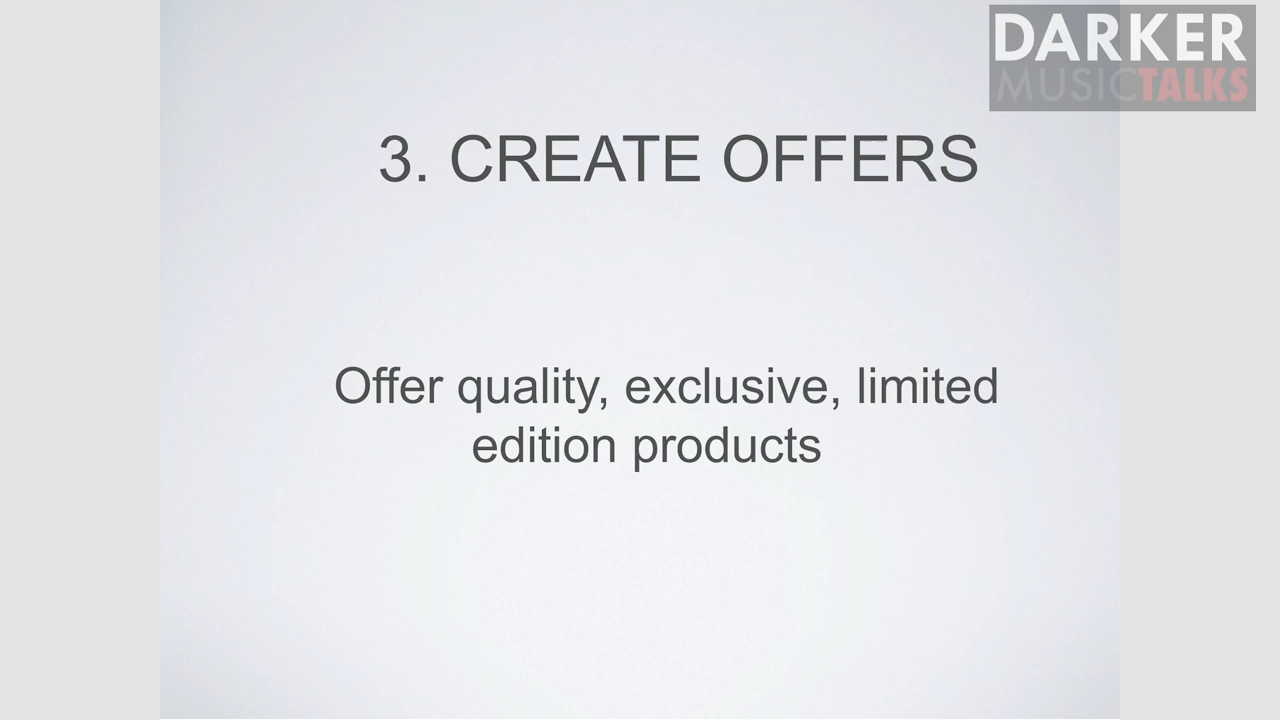 DARKER
MUSICTALKS
3. CREATE OFFERS
Offer quality, exclusive, limited
edition products